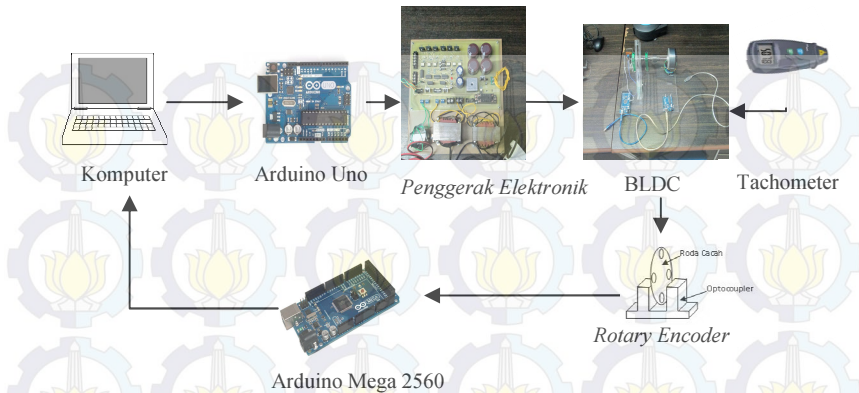 Komputer
Arduino Uno
Penggerak Elektronik
BLDC
Tachometer
Roda Cacah
Optocoupler
Rotary Encoder
Arduino Mega 2560